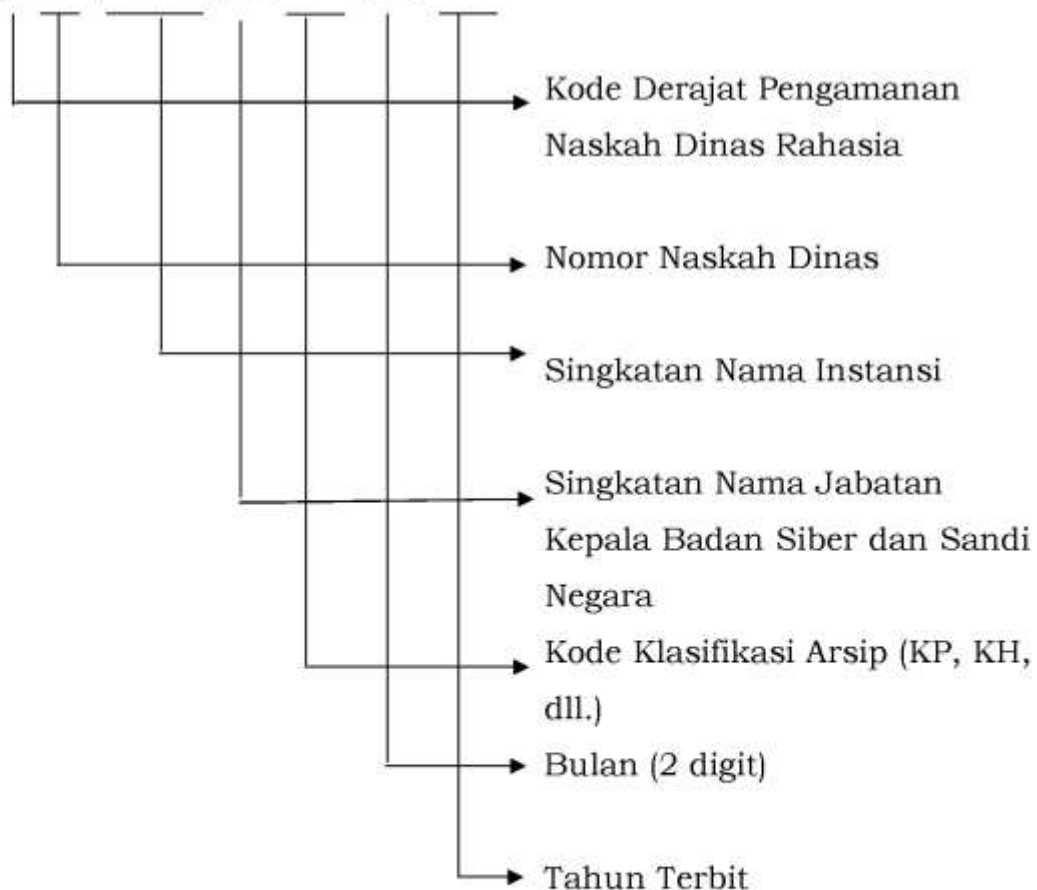 Kode Derajat Pengamanan
Naskah Dinas Rahasia
Nomor Naskah Dinas
Singkatan Nama Instansi
Singkatan Nama Jabatan
Kepala Badan Siber dan Sandi
Negara
Kode Klasifikasi Arsip (KP, KH,
dll.)
Bulan (2 digit)
Tahun Terbit